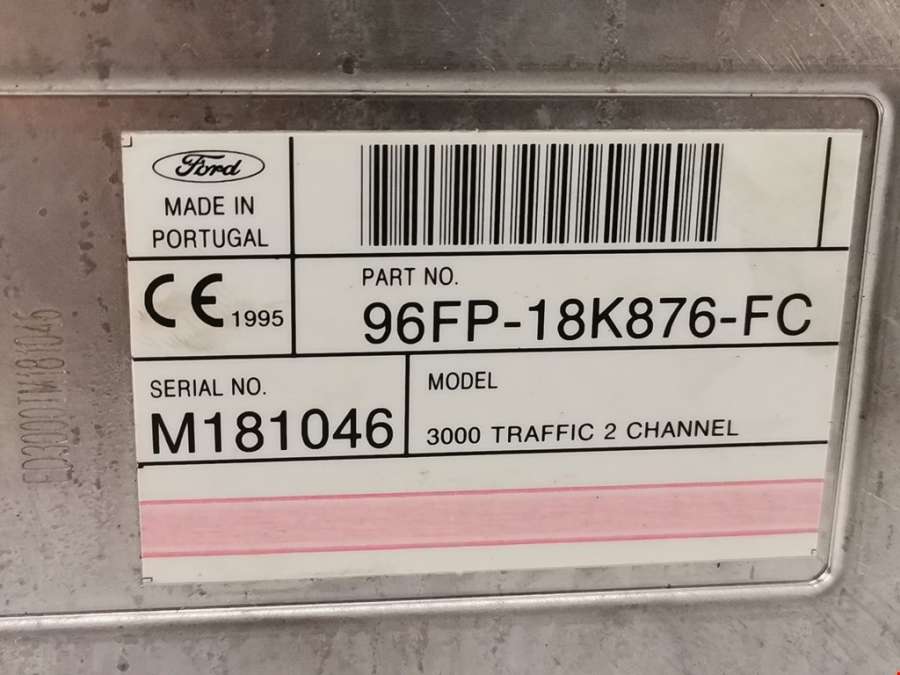 Ford
MADE IN
PORTUGAL
CE 1995
PART NO.
96FP-18K876-FC
SERIAL NO.
M181046
MODEL
3000 TRAFFIC 2 CHANNEL